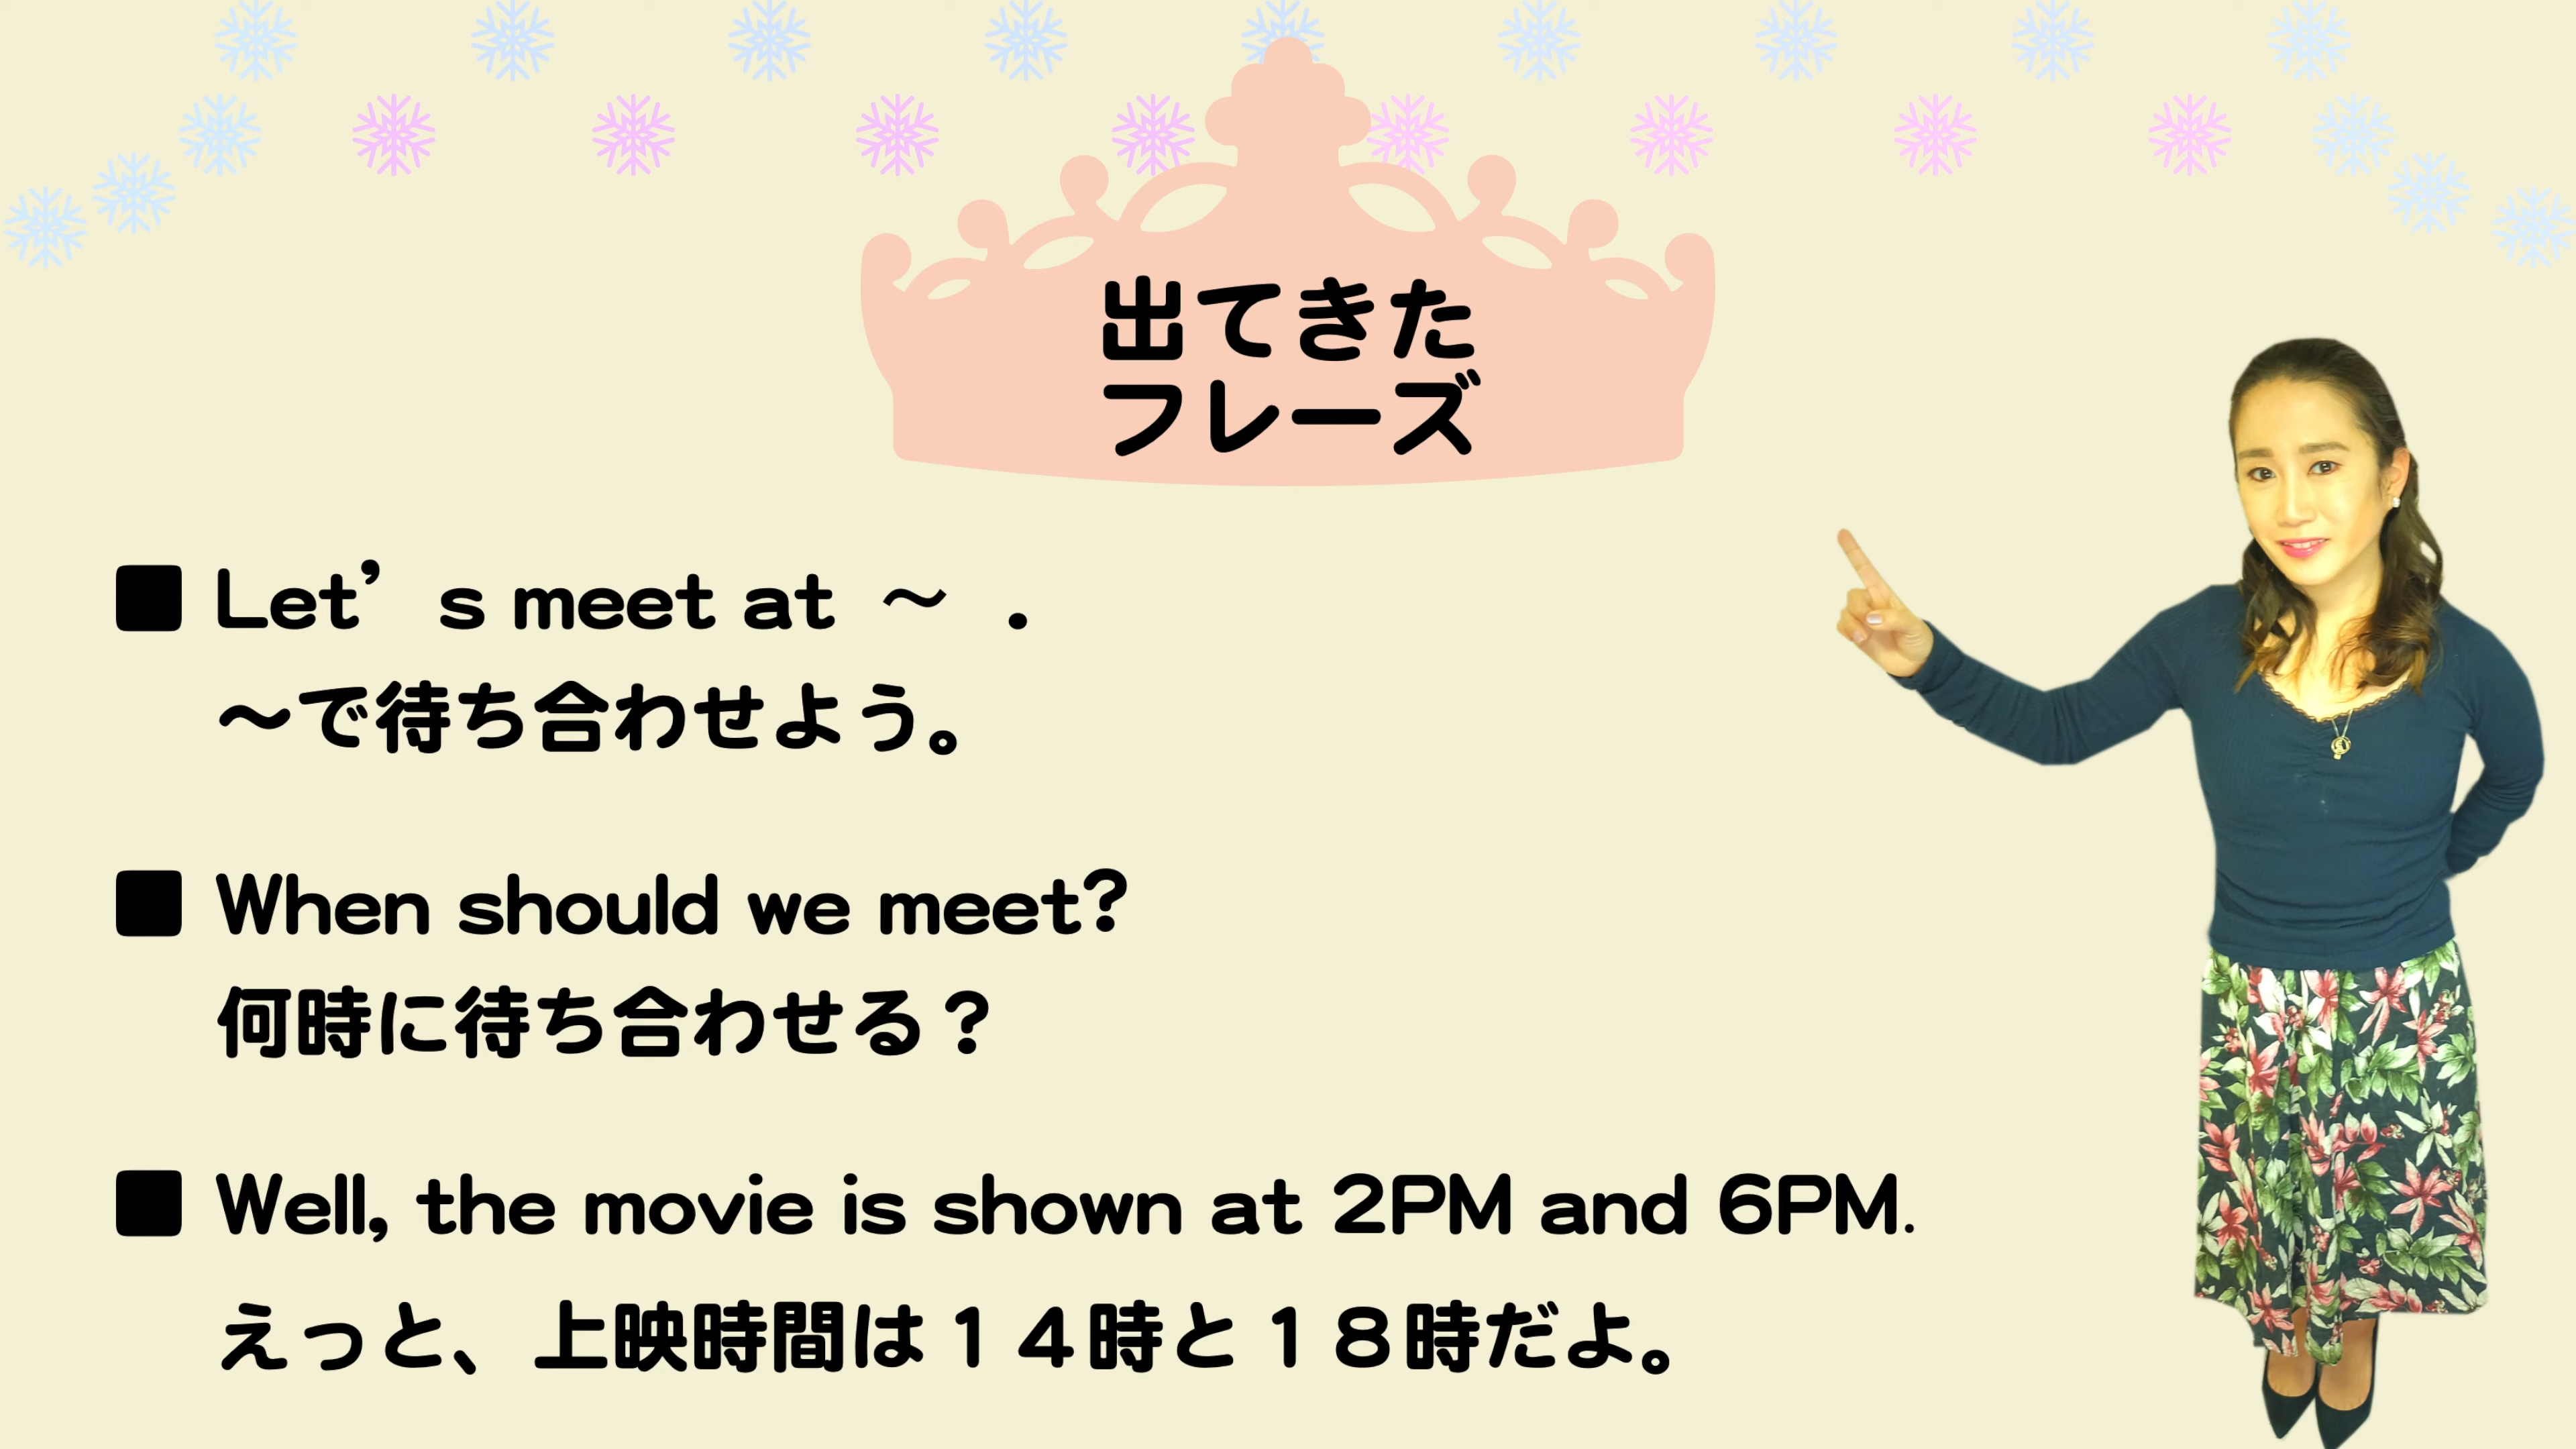 出てきた
フレーズ
■ Let’s meet at ～ .
～で待ち合わせよう。
■ When should we meet?
何時に待ち合わせる？
■ Well, the movie is shown at 2PM and 6PM.
えっと、上映時間は１４時と１８時だよ。